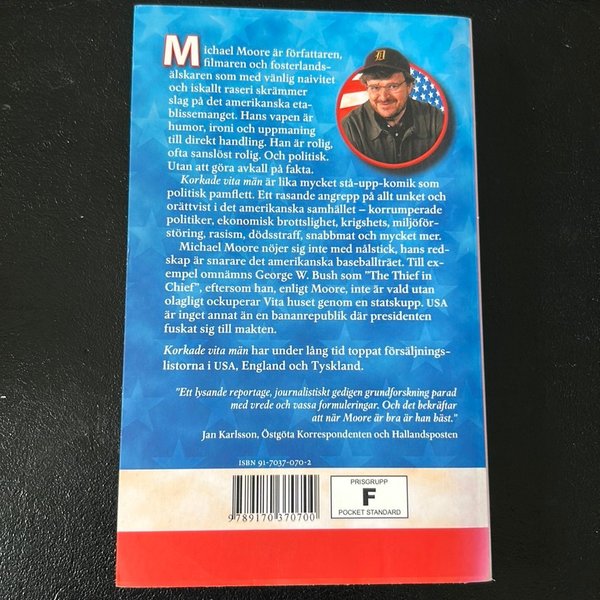 Michael Moore är författaren,
filmaren och fosterlands-
älskaren som med vänlig naivitet
och iskallt raseri skrämmer
slag på det amerikanska eta-
blissemanget. Hans vapen är
humor, ironi och uppmaning
till direkt handling. Han är rolig,
ofta sanslöst rolig. Och politisk.
Utan att göra avkall på fakta.
Korkade vita män är lika mycket stå-upp-komik som
politisk pamflett. Ett rasande angrepp på allt unket och
orättvist i det amerikanska samhället – korrumperade
politiker, ekonomisk brottslighet, krigshets, miljöför-
störing, rasism, dödsstraff, snabbmat och mycket mer.
Michael Moore nöjer sig inte med nålstick, hans red-
skap är snarare det amerikanska baseballträet. Till ex-
empel omnämns George W. Bush som "The Thief in
Chief", eftersom han, enligt Moore, inte är vald utan
olagligt ockuperar Vita huset genom en statskupp. USA
är inget annat än en bananrepublik där presidenten
fuskat sig till makten.
Korkade vita män har under lång tid toppat försäljnings-
listorna i USA, England och Tyskland.
"Ett lysande reportage, journalistiskt gedigen grundforskning parad
med vrede och vassa formuleringar. Och det bekräftar
att när Moore är bra är han bäst."
Jan Karlsson, Östgöta Korrespondenten och Hallandsposten
ISBN 91-7037-070-2
9789170370700
PRISGRUPP
F
POCKET STANDARD
D